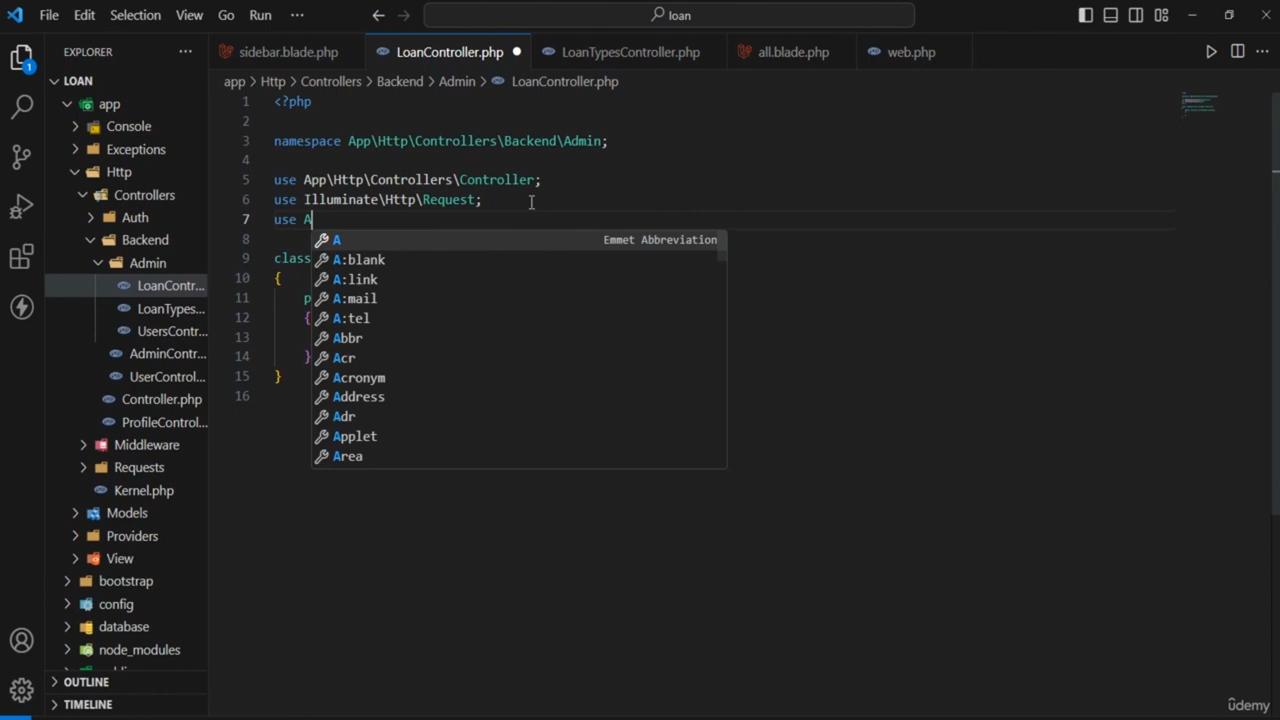 File Edit Selection View Go Run ··· loan
EXPLORER ···
sidebar.blade.php LoanController.php LoanTypesController.php all.blade.php web.php
LOAN
app > Http > Controllers > Backend > Admin > LoanController.php
app
Console
Exceptions
Http
Controllers
Auth
Backend
Admin
LoanContr...
LoanTypes...
UsersContr...
AdminContr...
UserControl...
Controller.php
ProfileControl...
Middleware
Requests
Kernel.php
Models
Providers
View
bootstrap
config
database
node_modules
OUTLINE
TIMELINE
1
1 <?php
2
3 namespace App\Http\Controllers\Backend\Admin;
4
5 use App\Http\Controllers\Controller;
6 use Illuminate\Http\Request;
7 use A
8
9 class
10 {
11 p
12 {
13
14 }
15 }
16
A Emmet Abbreviation
A:blank
A:link
A:mail
A:tel
Abbr
Acr
Acronym
Address
Adr
Applet
Area
ûdemy